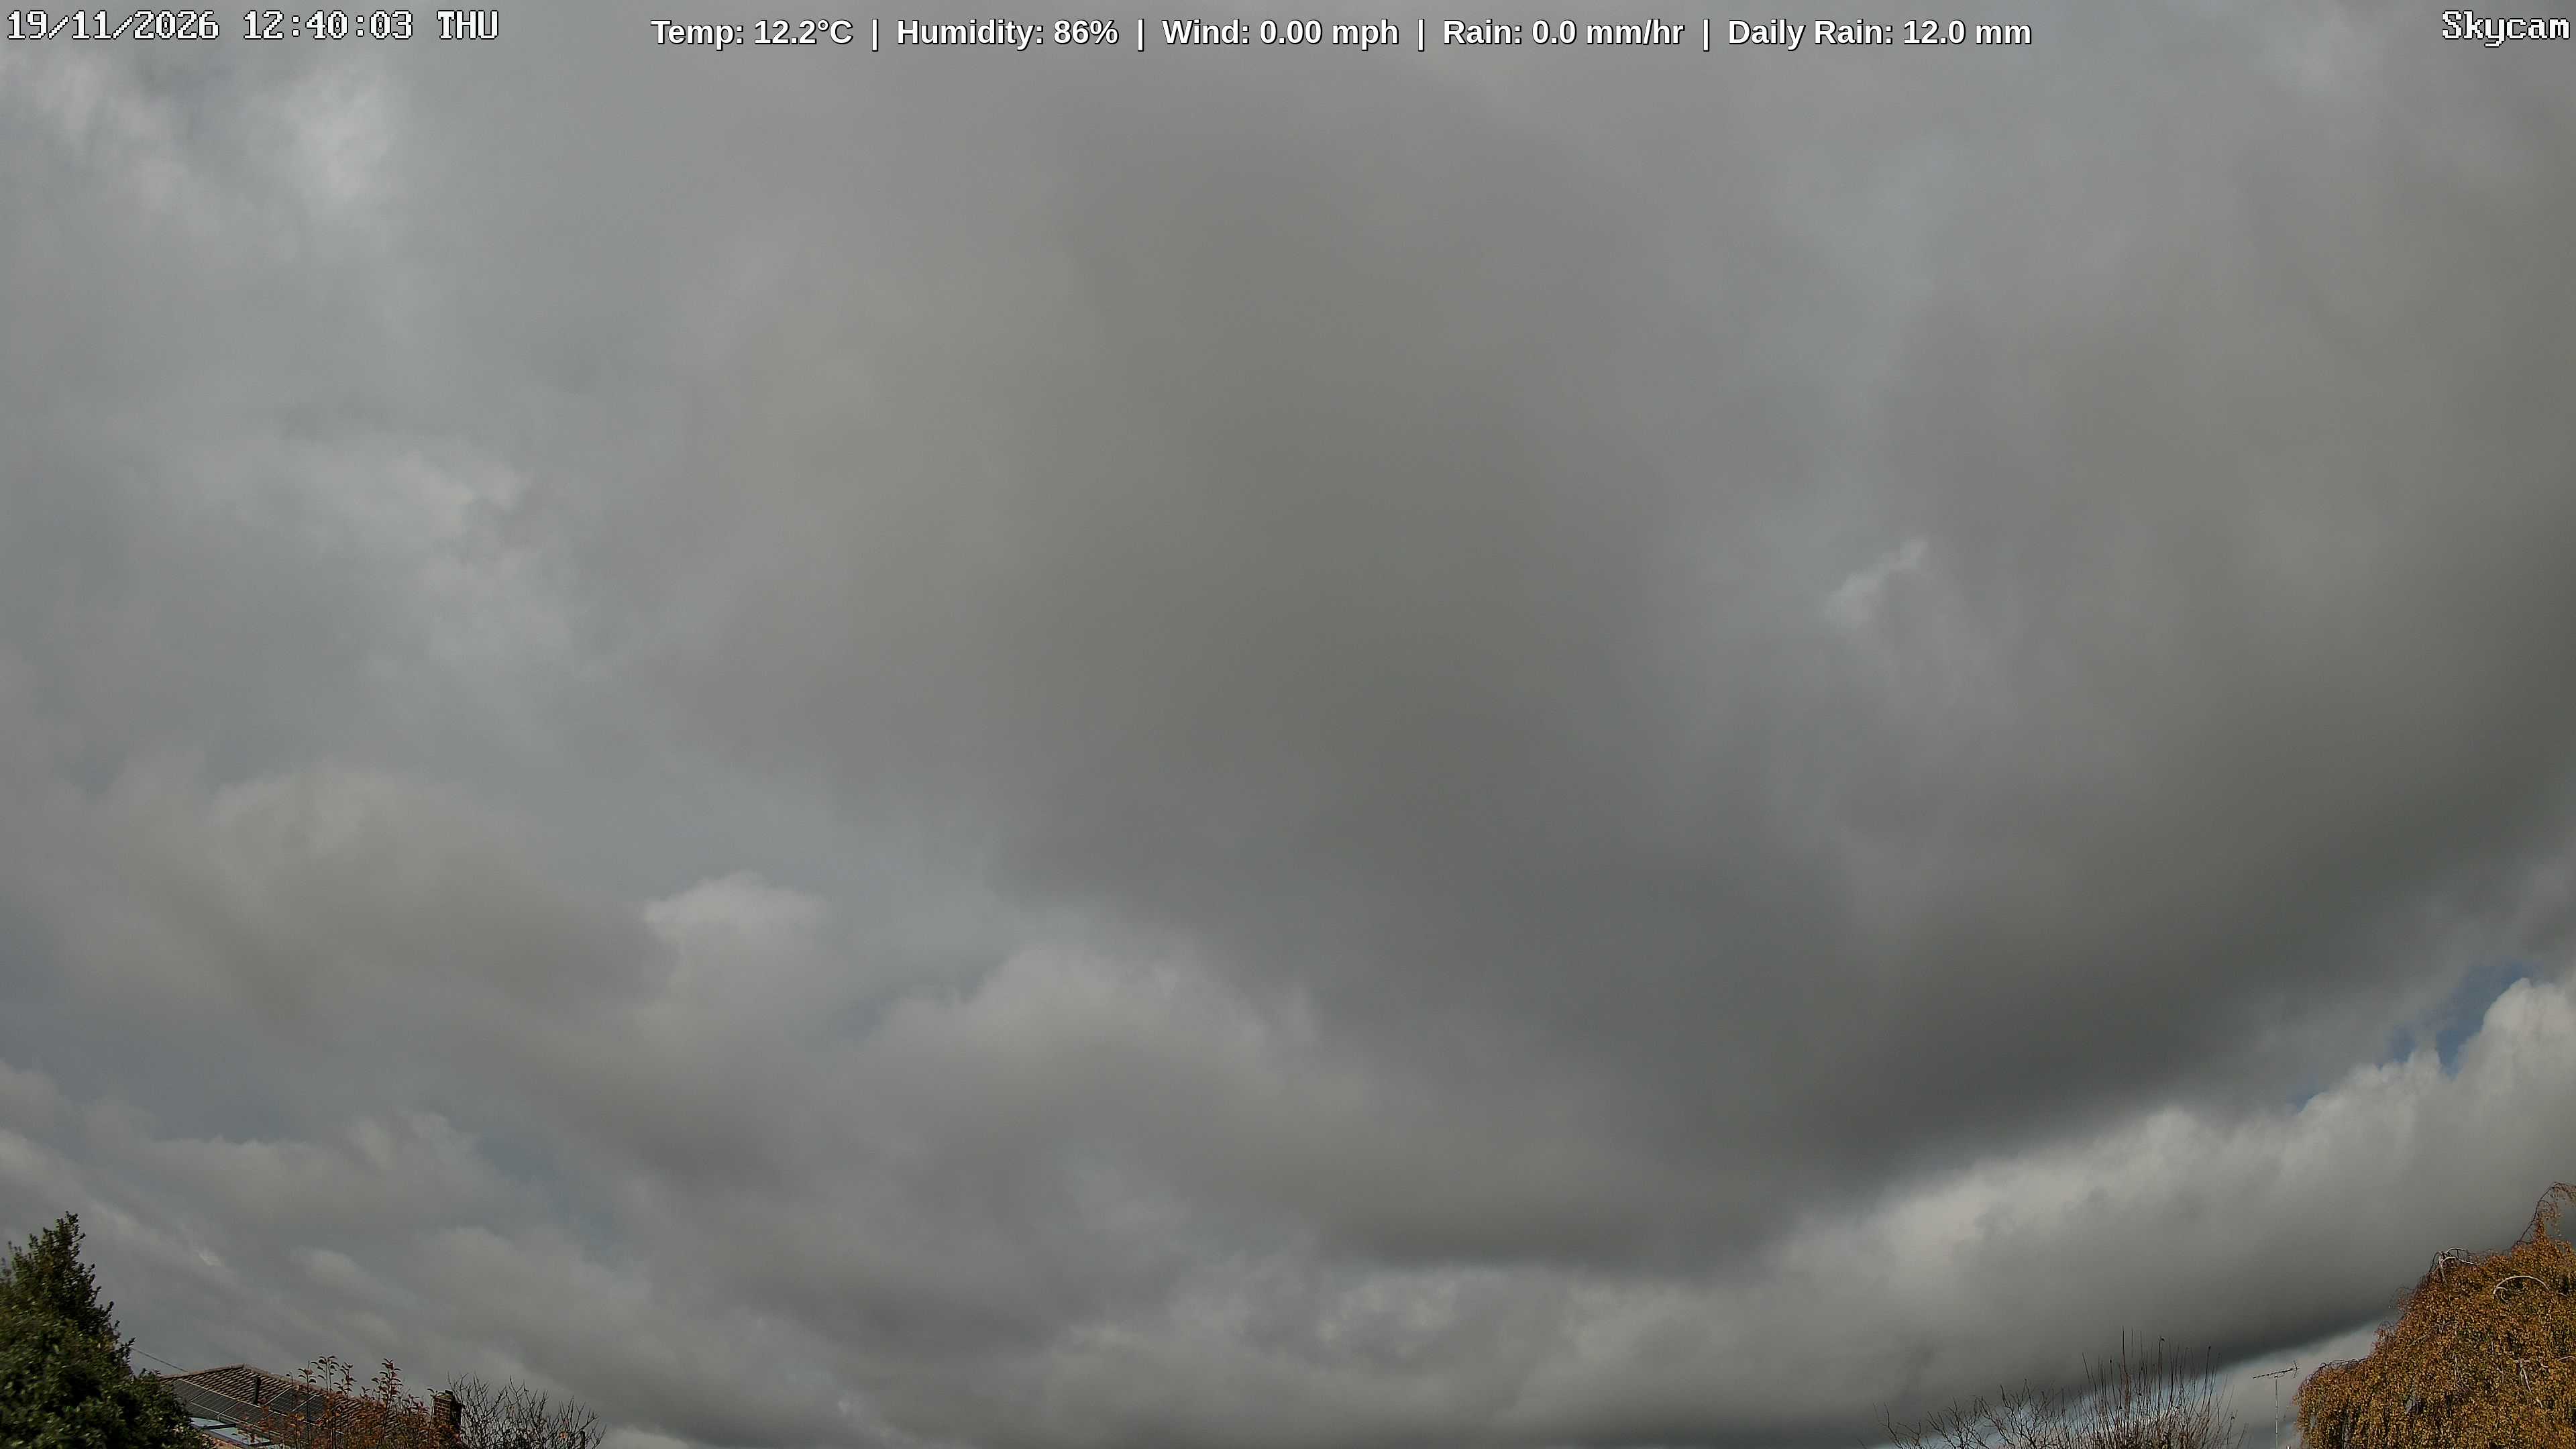 19/11/2026 12:40:03 THU
Temp: 12.2°C | Humidity: 86% | Wind: 0.00 mph | Rain: 0.0 mm/hr | Daily Rain: 12.0 mm
Skycam